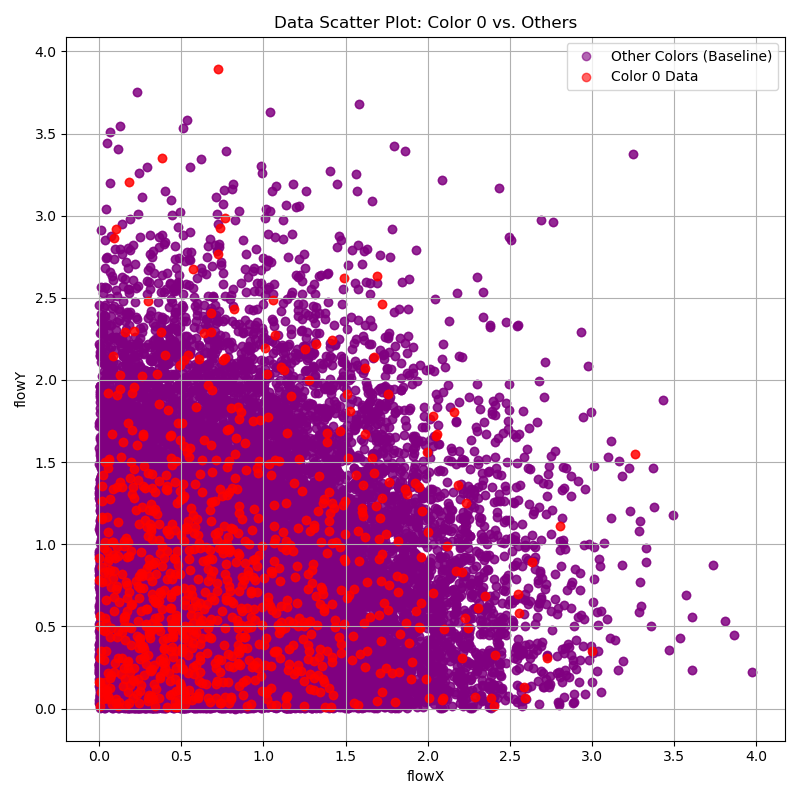 Data Scatter Plot: Color 0 vs. Others
Other Colors (Baseline)
Color 0 Data
4.0
3.5
3.0
2.5
2.0
1.5
1.0
0.5
0.0
flowY
0.0 0.5 1.0 1.5 2.0 2.5 3.0 3.5 4.0
flowX